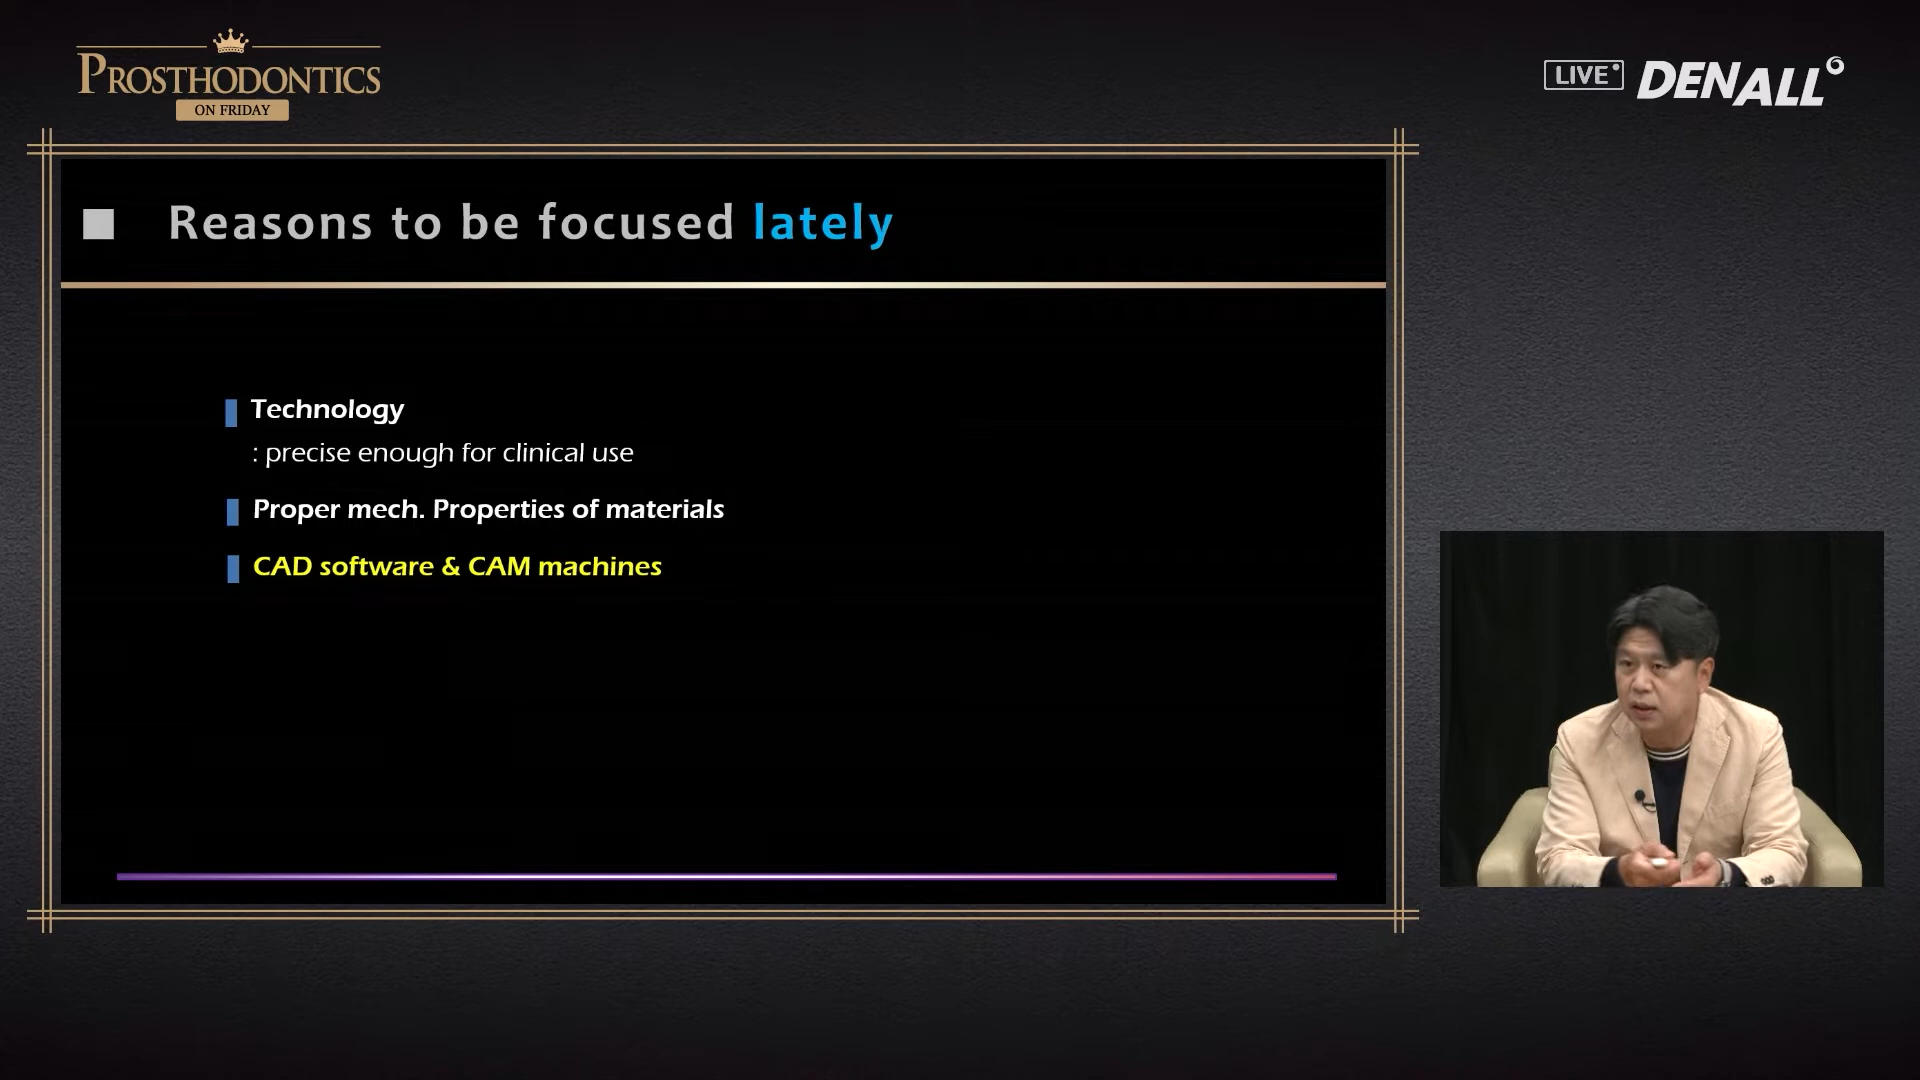 PROSTHODONTICS
ON FRIDAY
LIVE
DENALL
Reasons to be focused lately
Technology
: precise enough for clinical use
Proper mech. Properties of materials
CAD software & CAM machines